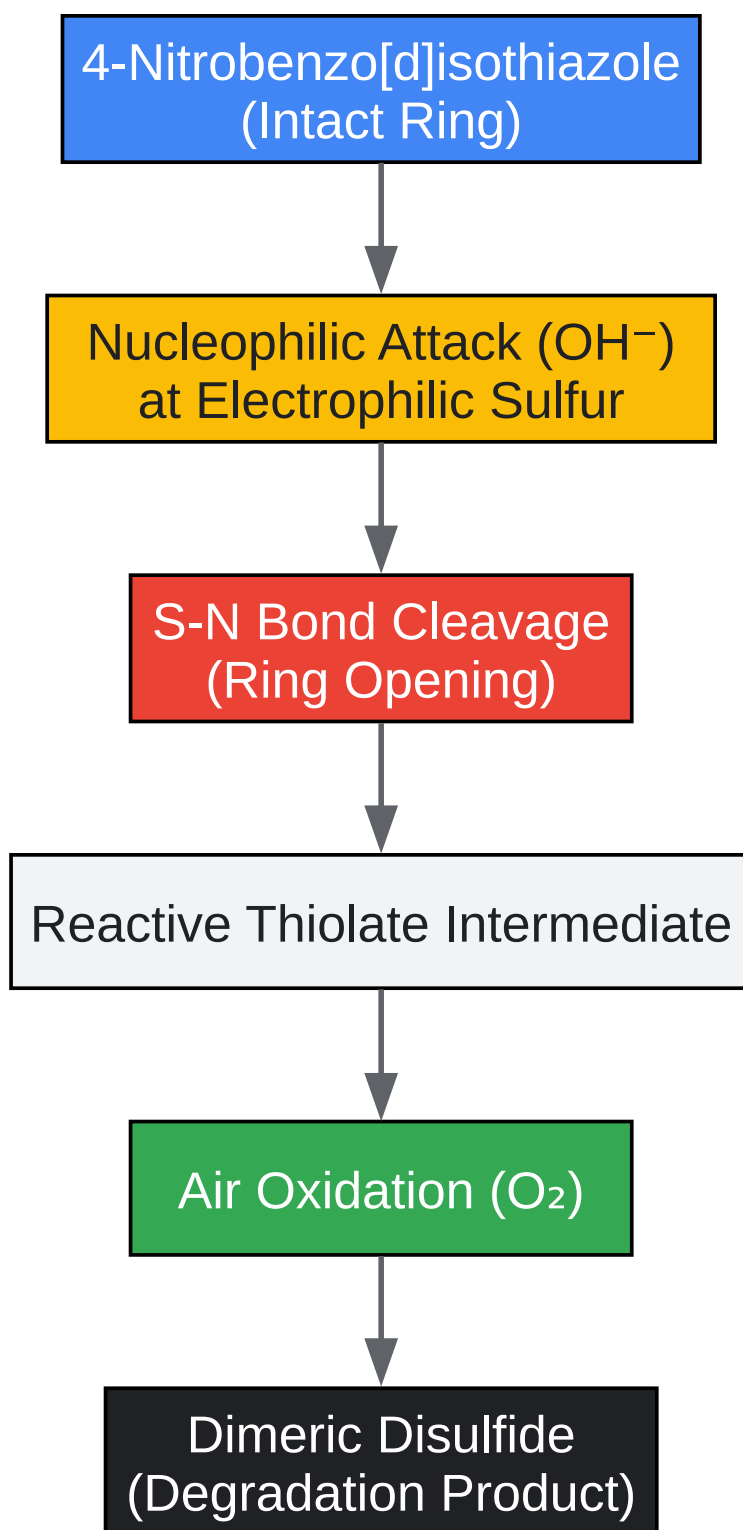 4-Nitrobenzo[d]isothiazole
(Intact Ring)
Nucleophilic Attack (OH⁻)
at Electrophilic Sulfur
S-N Bond Cleavage
(Ring Opening)
Reactive Thiolate Intermediate
Air Oxidation (O₂)
Dimeric Disulfide
(Degradation Product)